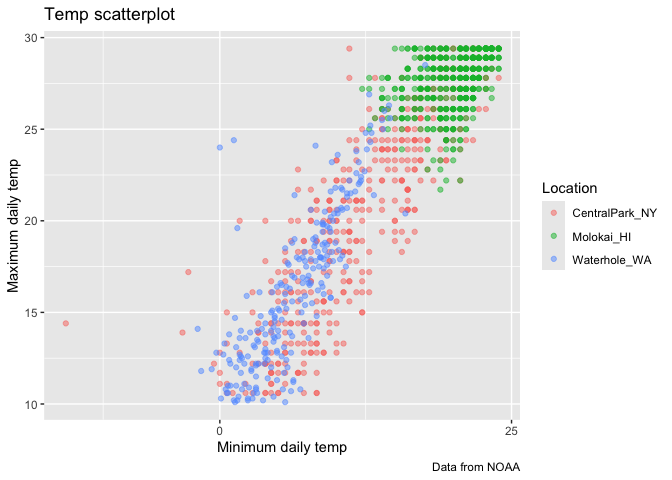 Temp scatterplot
30
25
20
15
10
Maximum daily temp
0
25
Minimum daily temp
Data from NOAA
Location
CentralPark_NY
Molokai_HI
Waterhole_WA